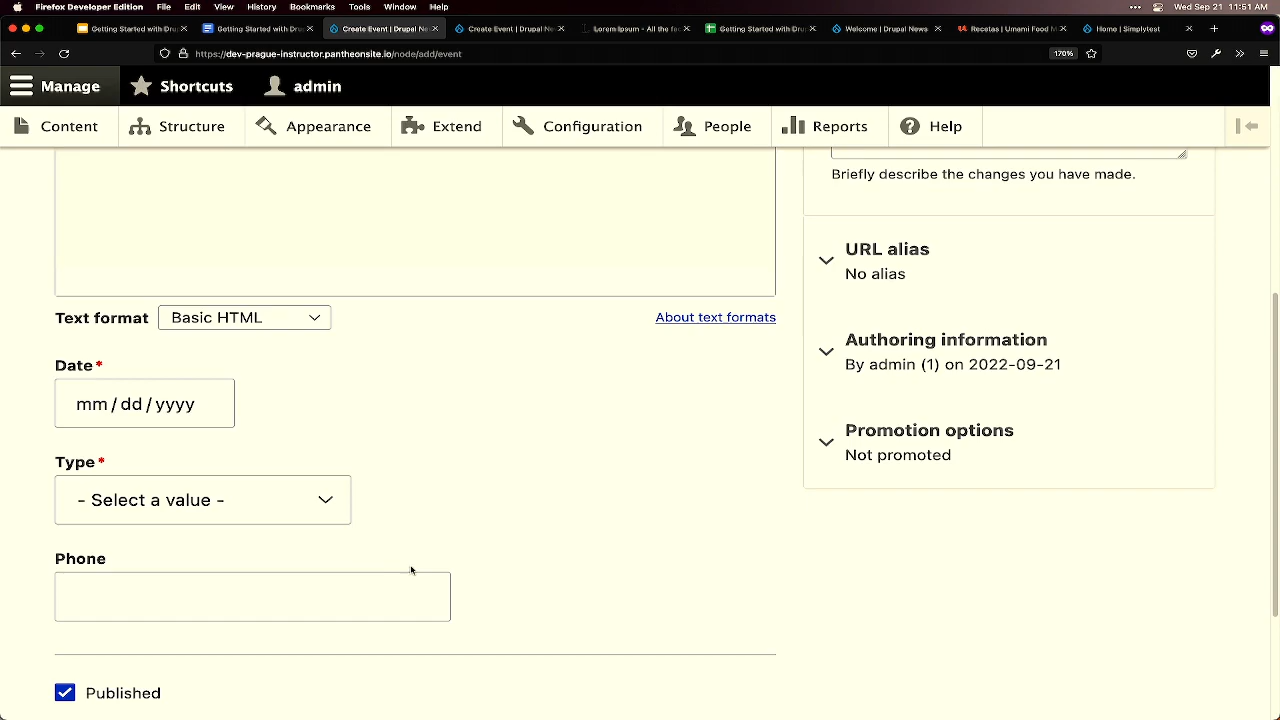 Firefox Developer Edition File Edit View History Bookmarks Tools Window Help Wed Sep 21 11:51 AM
Getting Started with Dru Getting Started with Dru Create Event | Drupal Ne Create Event | Drupal Ne Lorem Ipsum - All the fa Getting Started with Dru Welcome | Drupal News Recetas | Umami Food M Home | Simplytest
https://dev-prague-instructor.pantheonsite.io/node/add/event 170%
Manage Shortcuts admin
Content Structure Appearance Extend Configuration People Reports Help
Briefly describe the changes you have made.
URL alias
No alias
Text format Basic HTML About text formats
Authoring information
By admin (1) on 2022-09-21
Date*
mm/dd/yyyy
Promotion options
Not promoted
Type*
- Select a value -
Phone
Published